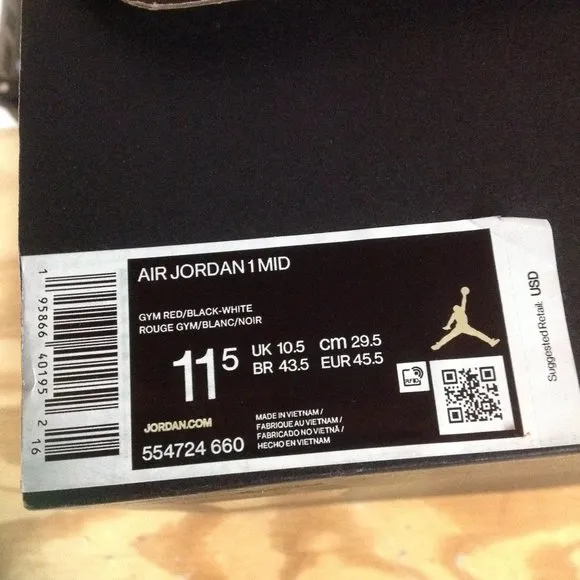 AIR JORDAN 1 MID
GYM RED/BLACK-WHITE
ROUGE GYM/BLANC/NOIR
11 5
UK 10.5 cm 29.5
BR 43.5 EUR 45.5
JORDAN.COM
554724 660
MADE IN VIETNAM /
FABRIQUE AU VIETNAM /
FABRICADO NO VIETNÃ /
HECHO EN VIETNAM
RFID
Suggested Retail: USD
1 95866 40195 2 16